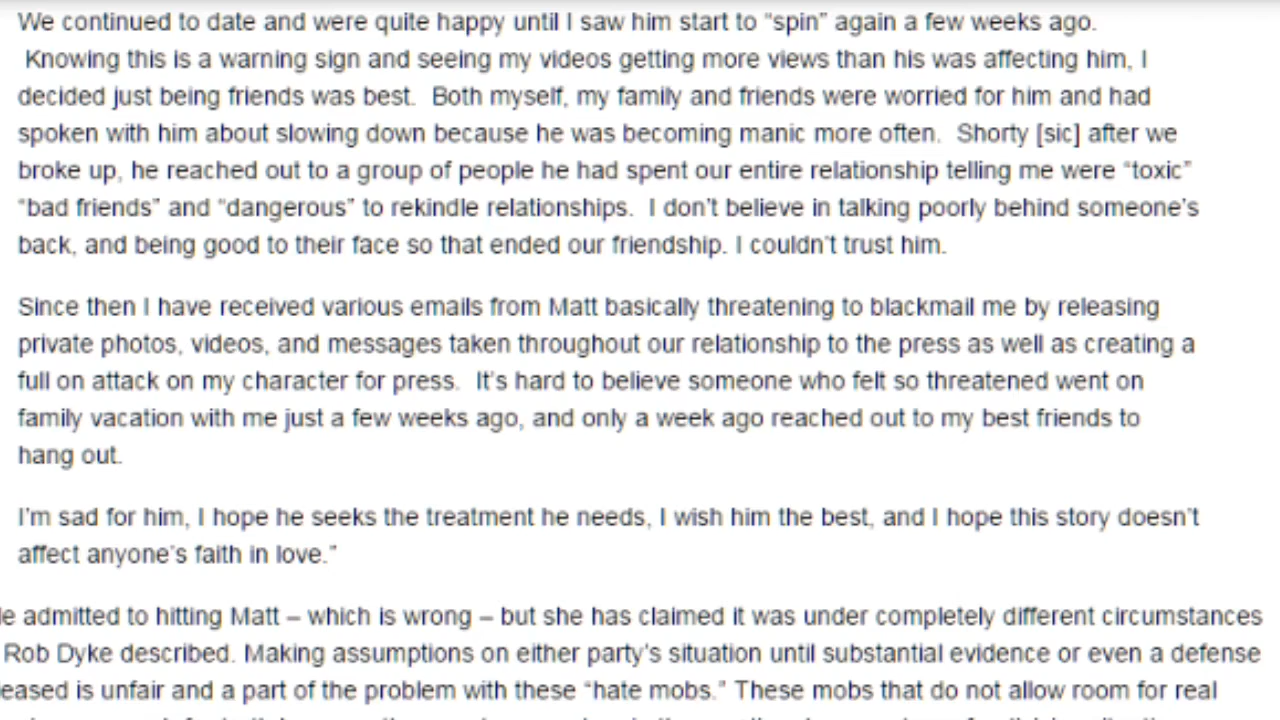 We continued to date and were quite happy until I saw him start to “spin” again a few weeks ago.
Knowing this is a warning sign and seeing my videos getting more views than his was affecting him, I
decided just being friends was best.  Both myself, my family and friends were worried for him and had
spoken with him about slowing down because he was becoming manic more often.  Shorty [sic] after we
broke up, he reached out to a group of people he had spent our entire relationship telling me were “toxic”
“bad friends” and “dangerous” to rekindle relationships.  I don’t believe in talking poorly behind someone’s
back, and being good to their face so that ended our friendship. I couldn’t trust him.
Since then I have received various emails from Matt basically threatening to blackmail me by releasing
private photos, videos, and messages taken throughout our relationship to the press as well as creating a
full on attack on my character for press.  It’s hard to believe someone who felt so threatened went on
family vacation with me just a few weeks ago, and only a week ago reached out to my best friends to
hang out.
I’m sad for him, I hope he seeks the treatment he needs, I wish him the best, and I hope this story doesn’t
affect anyone’s faith in love.”
admitted to hitting Matt – which is wrong – but she has claimed it was under completely different circumstances
Rob Dyke described. Making assumptions on either party’s situation until substantial evidence or even a defense
eased is unfair and a part of the problem with these “hate mobs.” These mobs that do not allow room for real